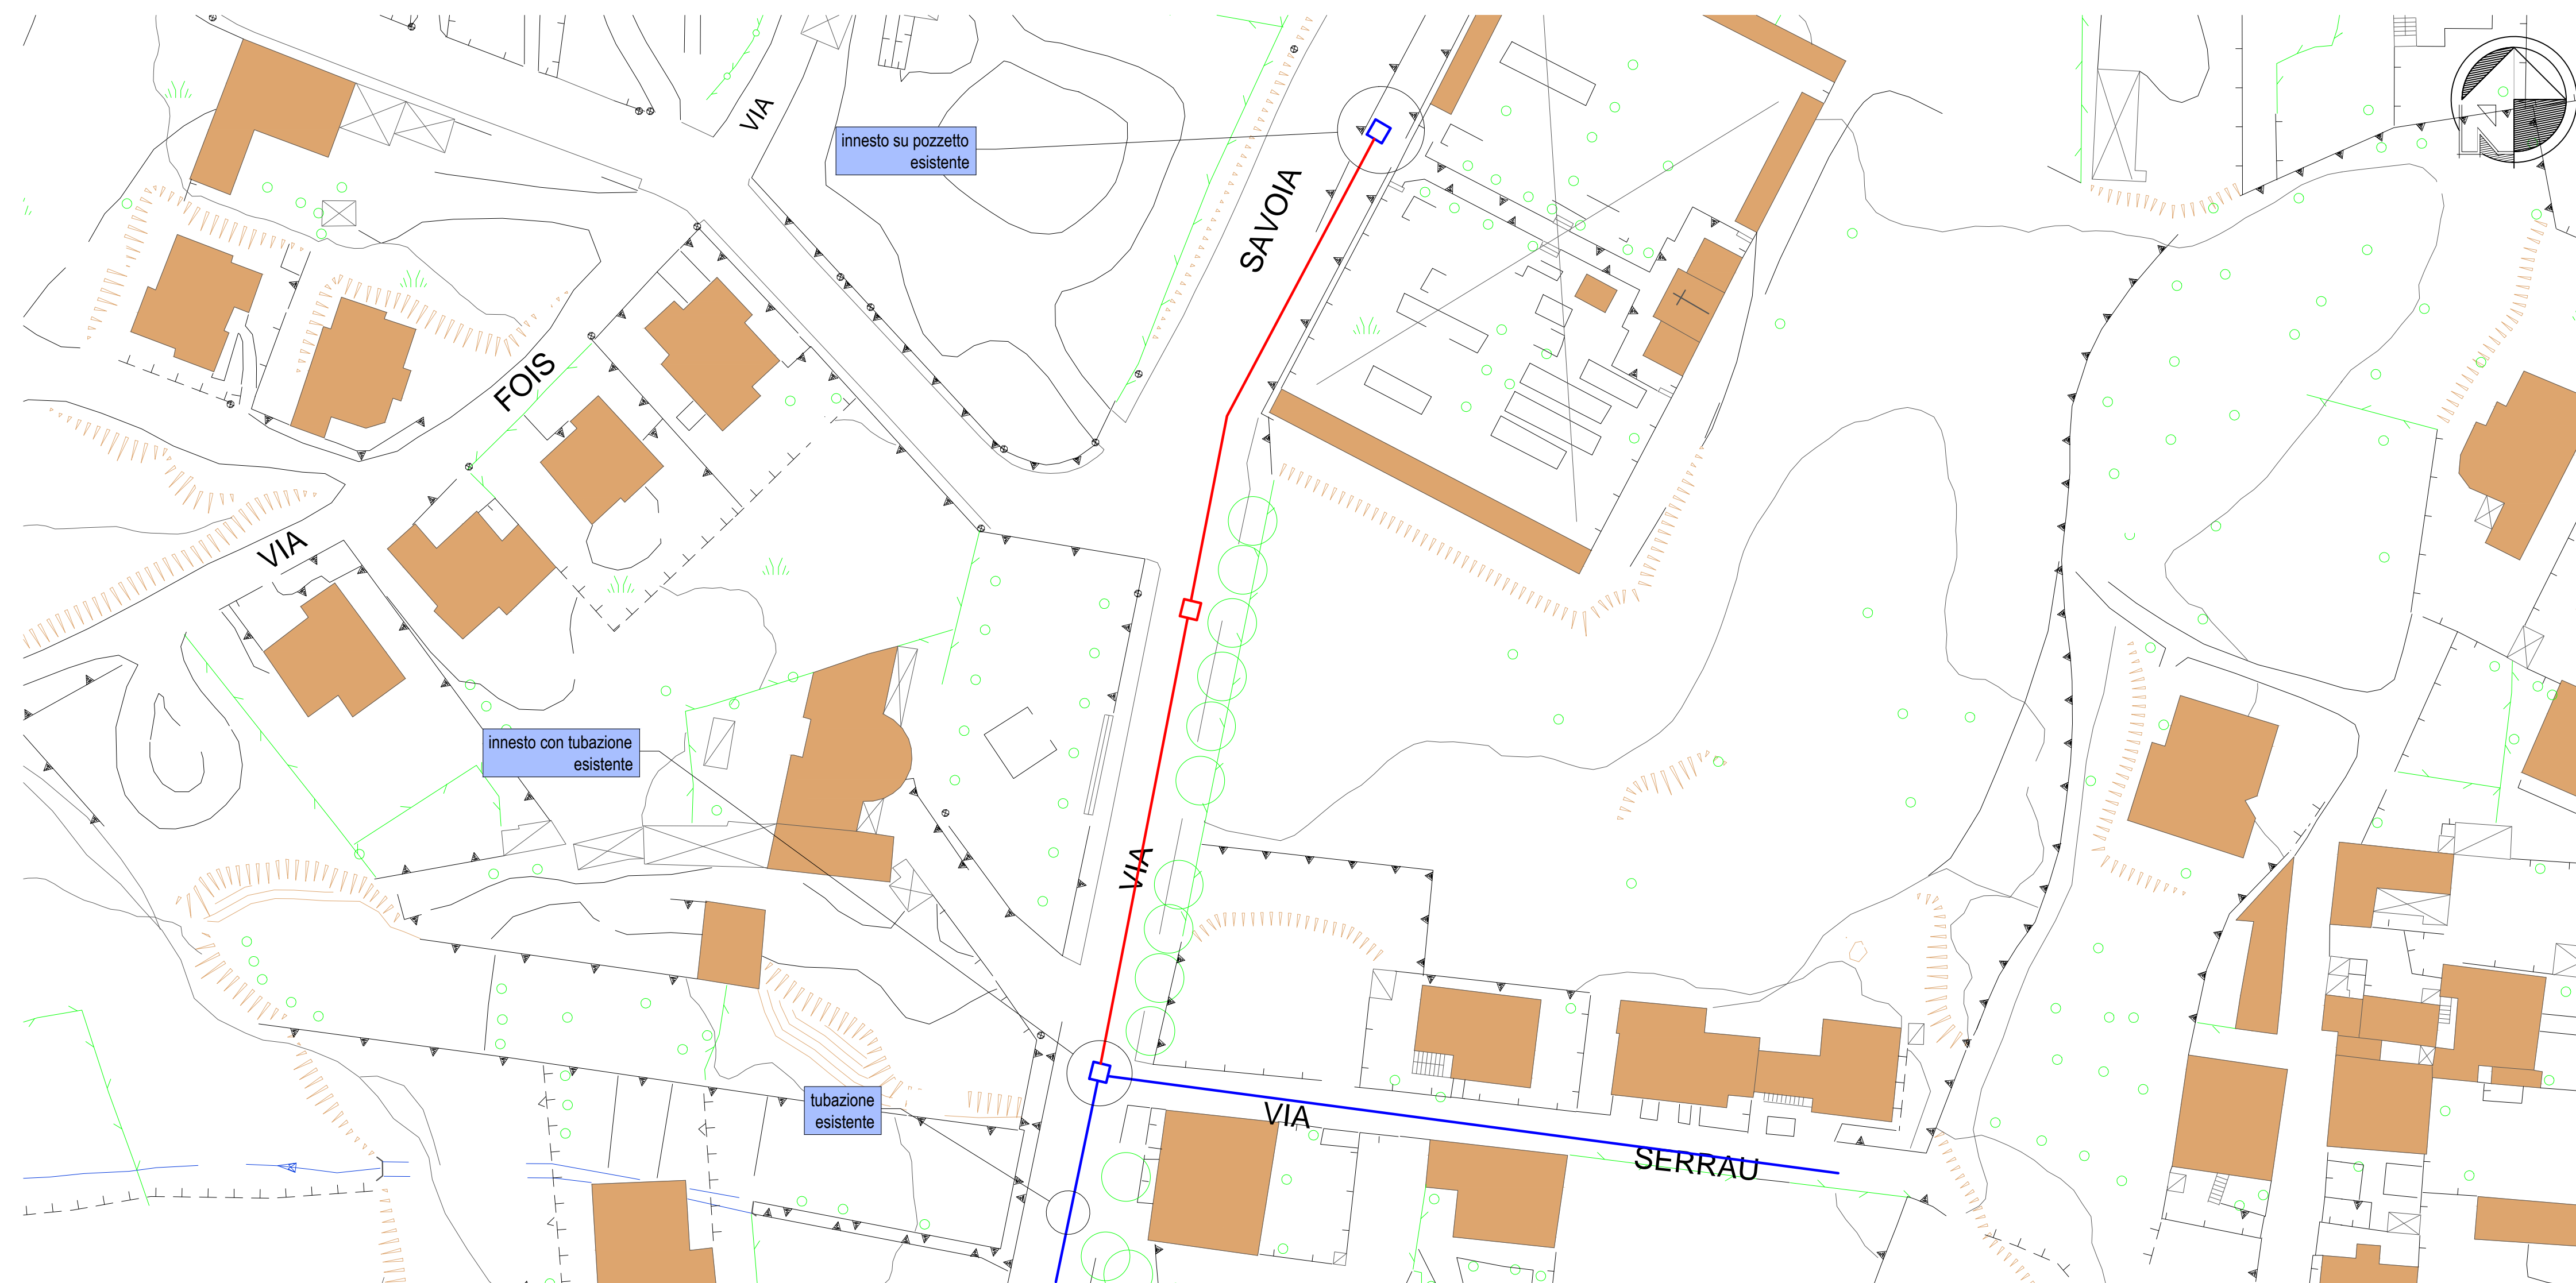 VIA
innesto su pozzetto
esistente
SAVOIA
FOIS
VIA
innesto con tubazione
esistente
VIA
tubazione
esistente
VIA
SERRAU
N